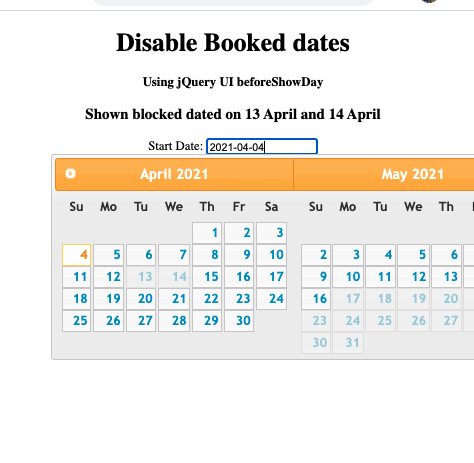 Disable Booked dates
Using jQuery UI beforeShowDay
Shown blocked dated on 13 April and 14 April
Start Date: 2021-04-04
April 2021
Su Mo Tu We Th Fr Sa
1 2 3
4 5 6 7 8 9 10
11 12 13 14 15 16 17
18 19 20 21 22 23 24
25 26 27 28 29 30
May 2021
Su Mo Tu We Th
2 3 4 5 6
9 10 11 12 13
16 17 18 19 20
23 24 25 26 27
30 31